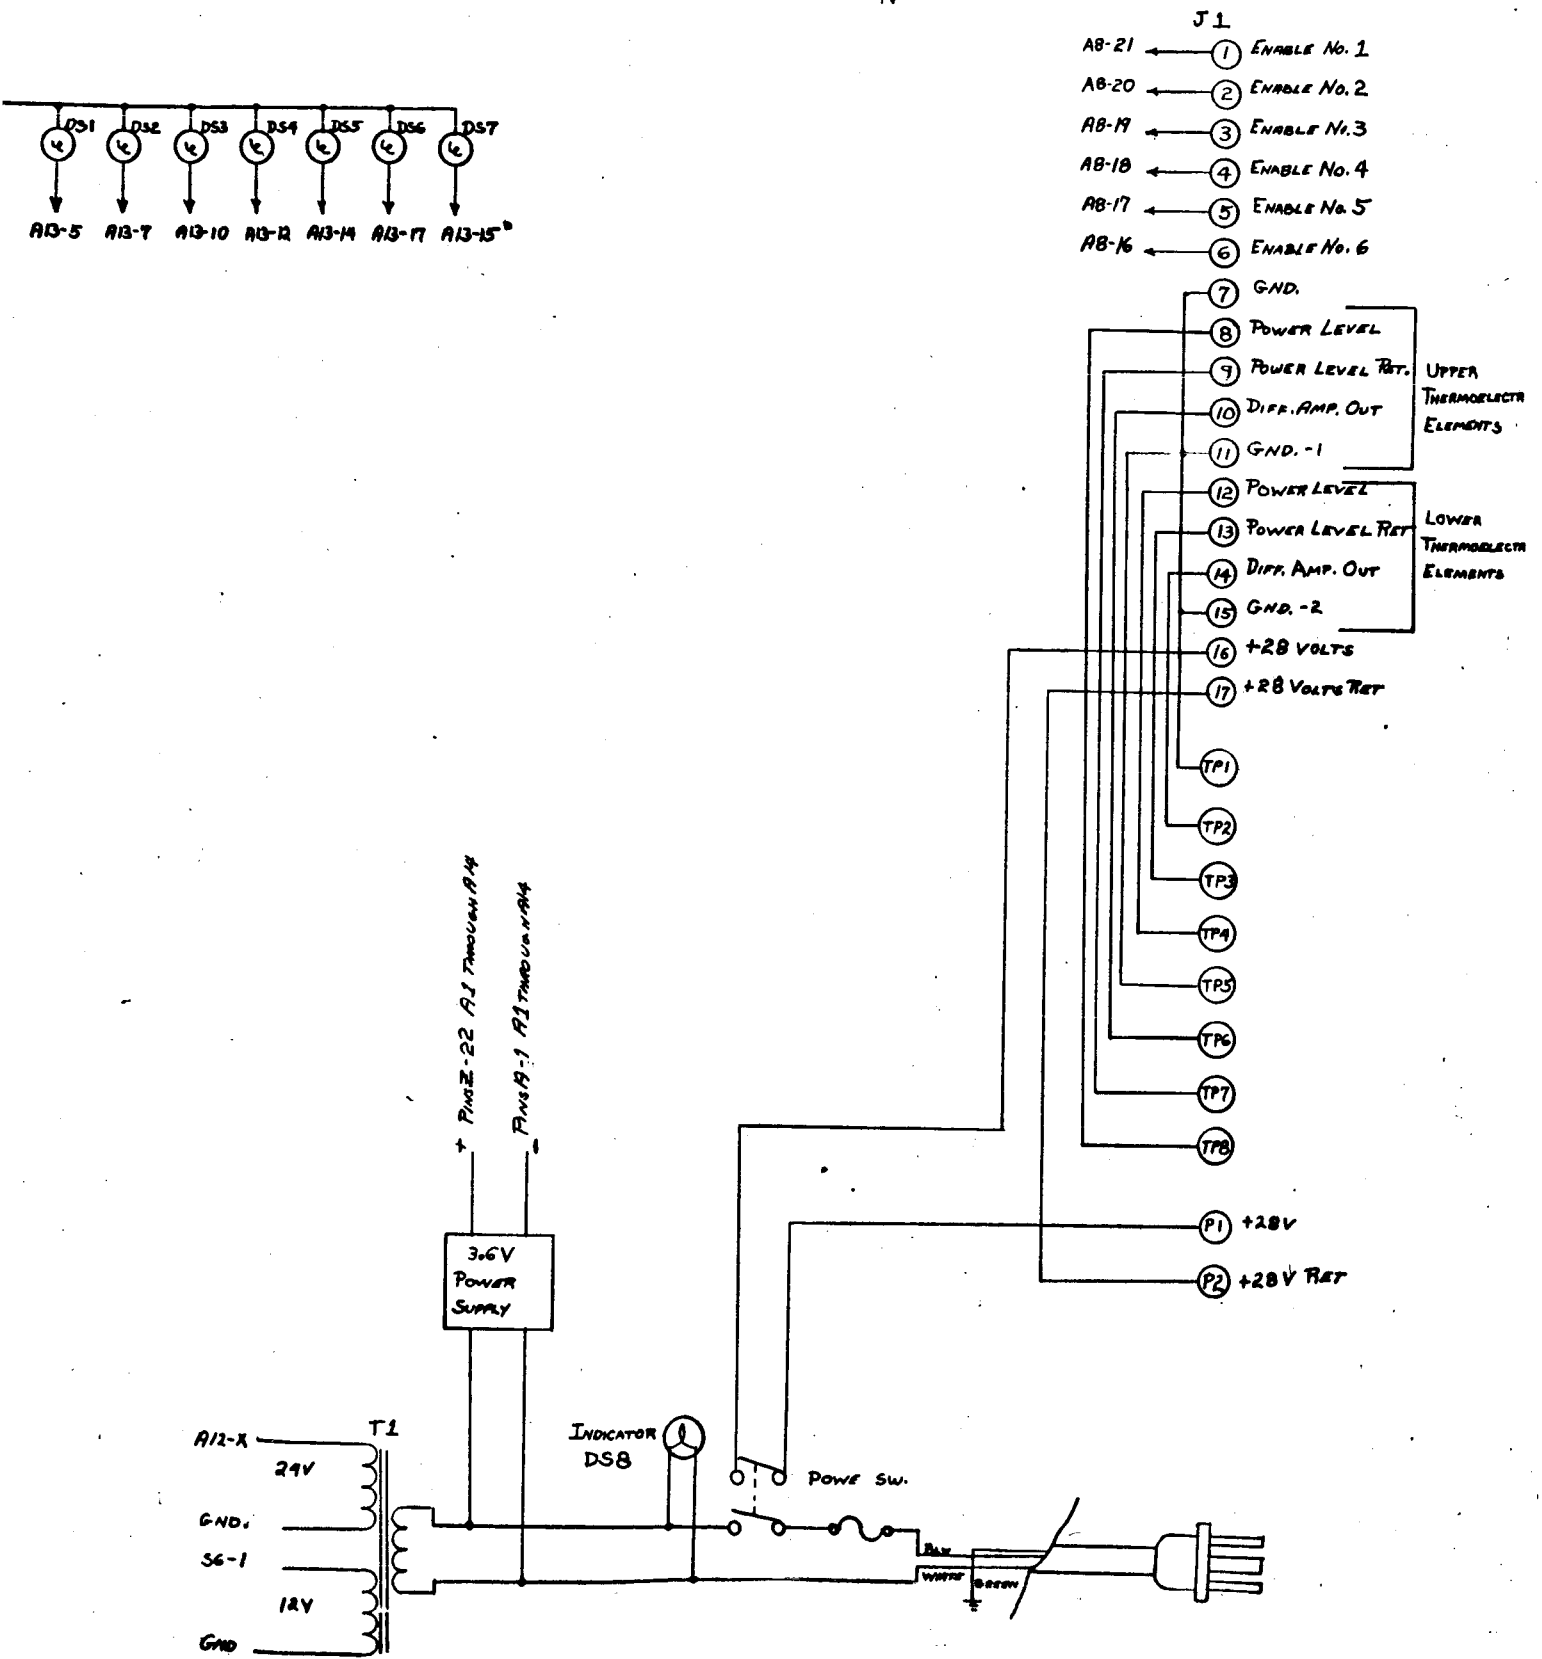 J1
A8-21 1 ENABLE NO. 1
A8-20 2 ENABLE NO. 2
A8-19 3 ENABLE NO. 3
A8-18 4 ENABLE NO. 4
A8-17 5 ENABLE NO. 5
A8-16 6 ENABLE NO. 6
7 GND.
8 POWER LEVEL
9 POWER LEVEL RET.
10 DIFF. AMP. OUT
11 GND. -1
UPPER
THERMOELECTR
ELEMENTS
12 POWER LEVEL
13 POWER LEVEL RET
14 DIFF. AMP. OUT
15 GND. -2
LOWER
THERMOELECTR
ELEMENTS
16 +28 VOLTS
17 +28 VOLTS RET
TP1
TP2
TP3
TP4
TP5
TP6
TP7
TP8
P1 +28V
P2 +28V RET
DS1 DS2 DS3 DS4 DS5 DS6 DS7
A13-5 A13-7 A13-10 A13-12 A13-14 A13-17 A13-15
+ PINS Z-22 A1 THROUGH A14
- PINS A-1 A1 THROUGH A14
3.6V
POWER
SUPPLY
T1
A12-X
24V
GND.
S6-1
12V
GND
INDICATOR
DS8
POWE SW.
BLK
WHITE
GREEN